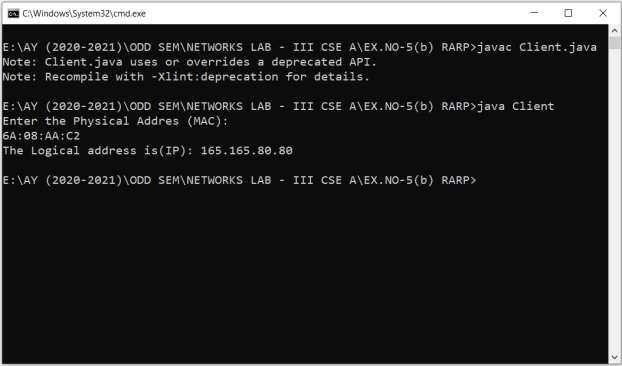 C:\Windows\System32\cmd.exe
E:\AY (2020-2021)\ODD SEM\NETWORKS LAB - III CSE A\EX.NO-5(b) RARP>javac Client.java
Note: Client.java uses or overrides a deprecated API.
Note: Recompile with -Xlint:deprecation for details.
E:\AY (2020-2021)\ODD SEM\NETWORKS LAB - III CSE A\EX.NO-5(b) RARP>java Client
Enter the Physical Addres (MAC):
6A:08:AA:C2
The Logical address is(IP): 165.165.80.80
E:\AY (2020-2021)\ODD SEM\NETWORKS LAB - III CSE A\EX.NO-5(b) RARP>